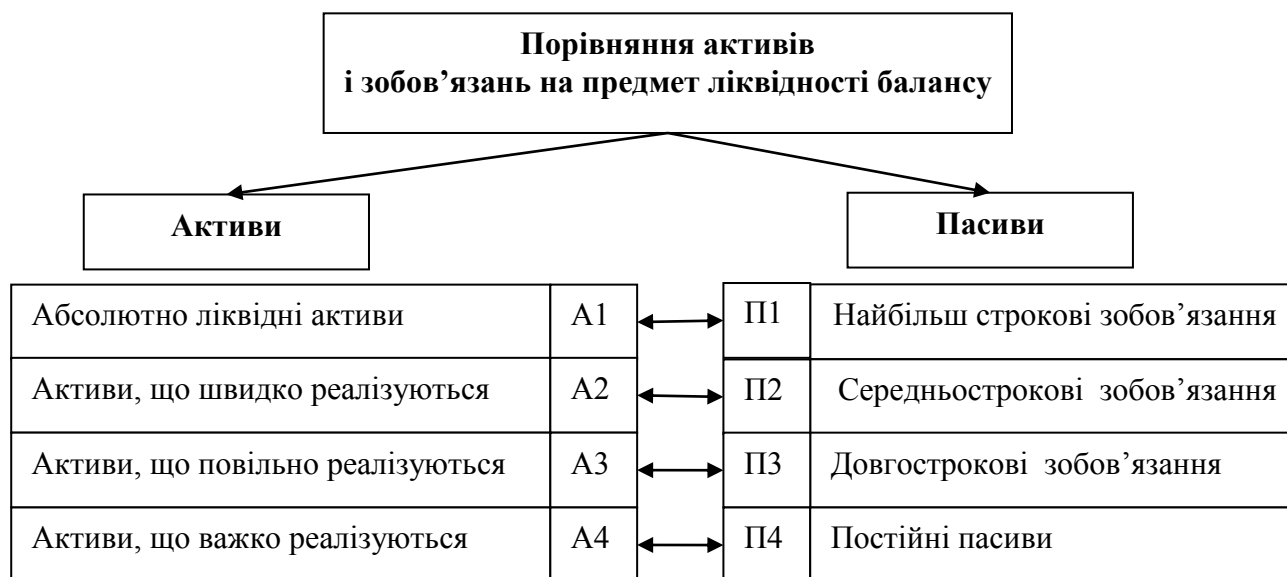 Порівняння активів
і зобов’язань на предмет ліквідності балансу
Активи
Пасиви
Абсолютно ліквідні активи А1 П1 Найбільш строкові зобов’язання
Активи, що швидко реалізуються А2 П2 Середньострокові зобов’язання
Активи, що повільно реалізуються А3 П3 Довгострокові зобов’язання
Активи, що важко реалізуються А4 П4 Постійні пасиви